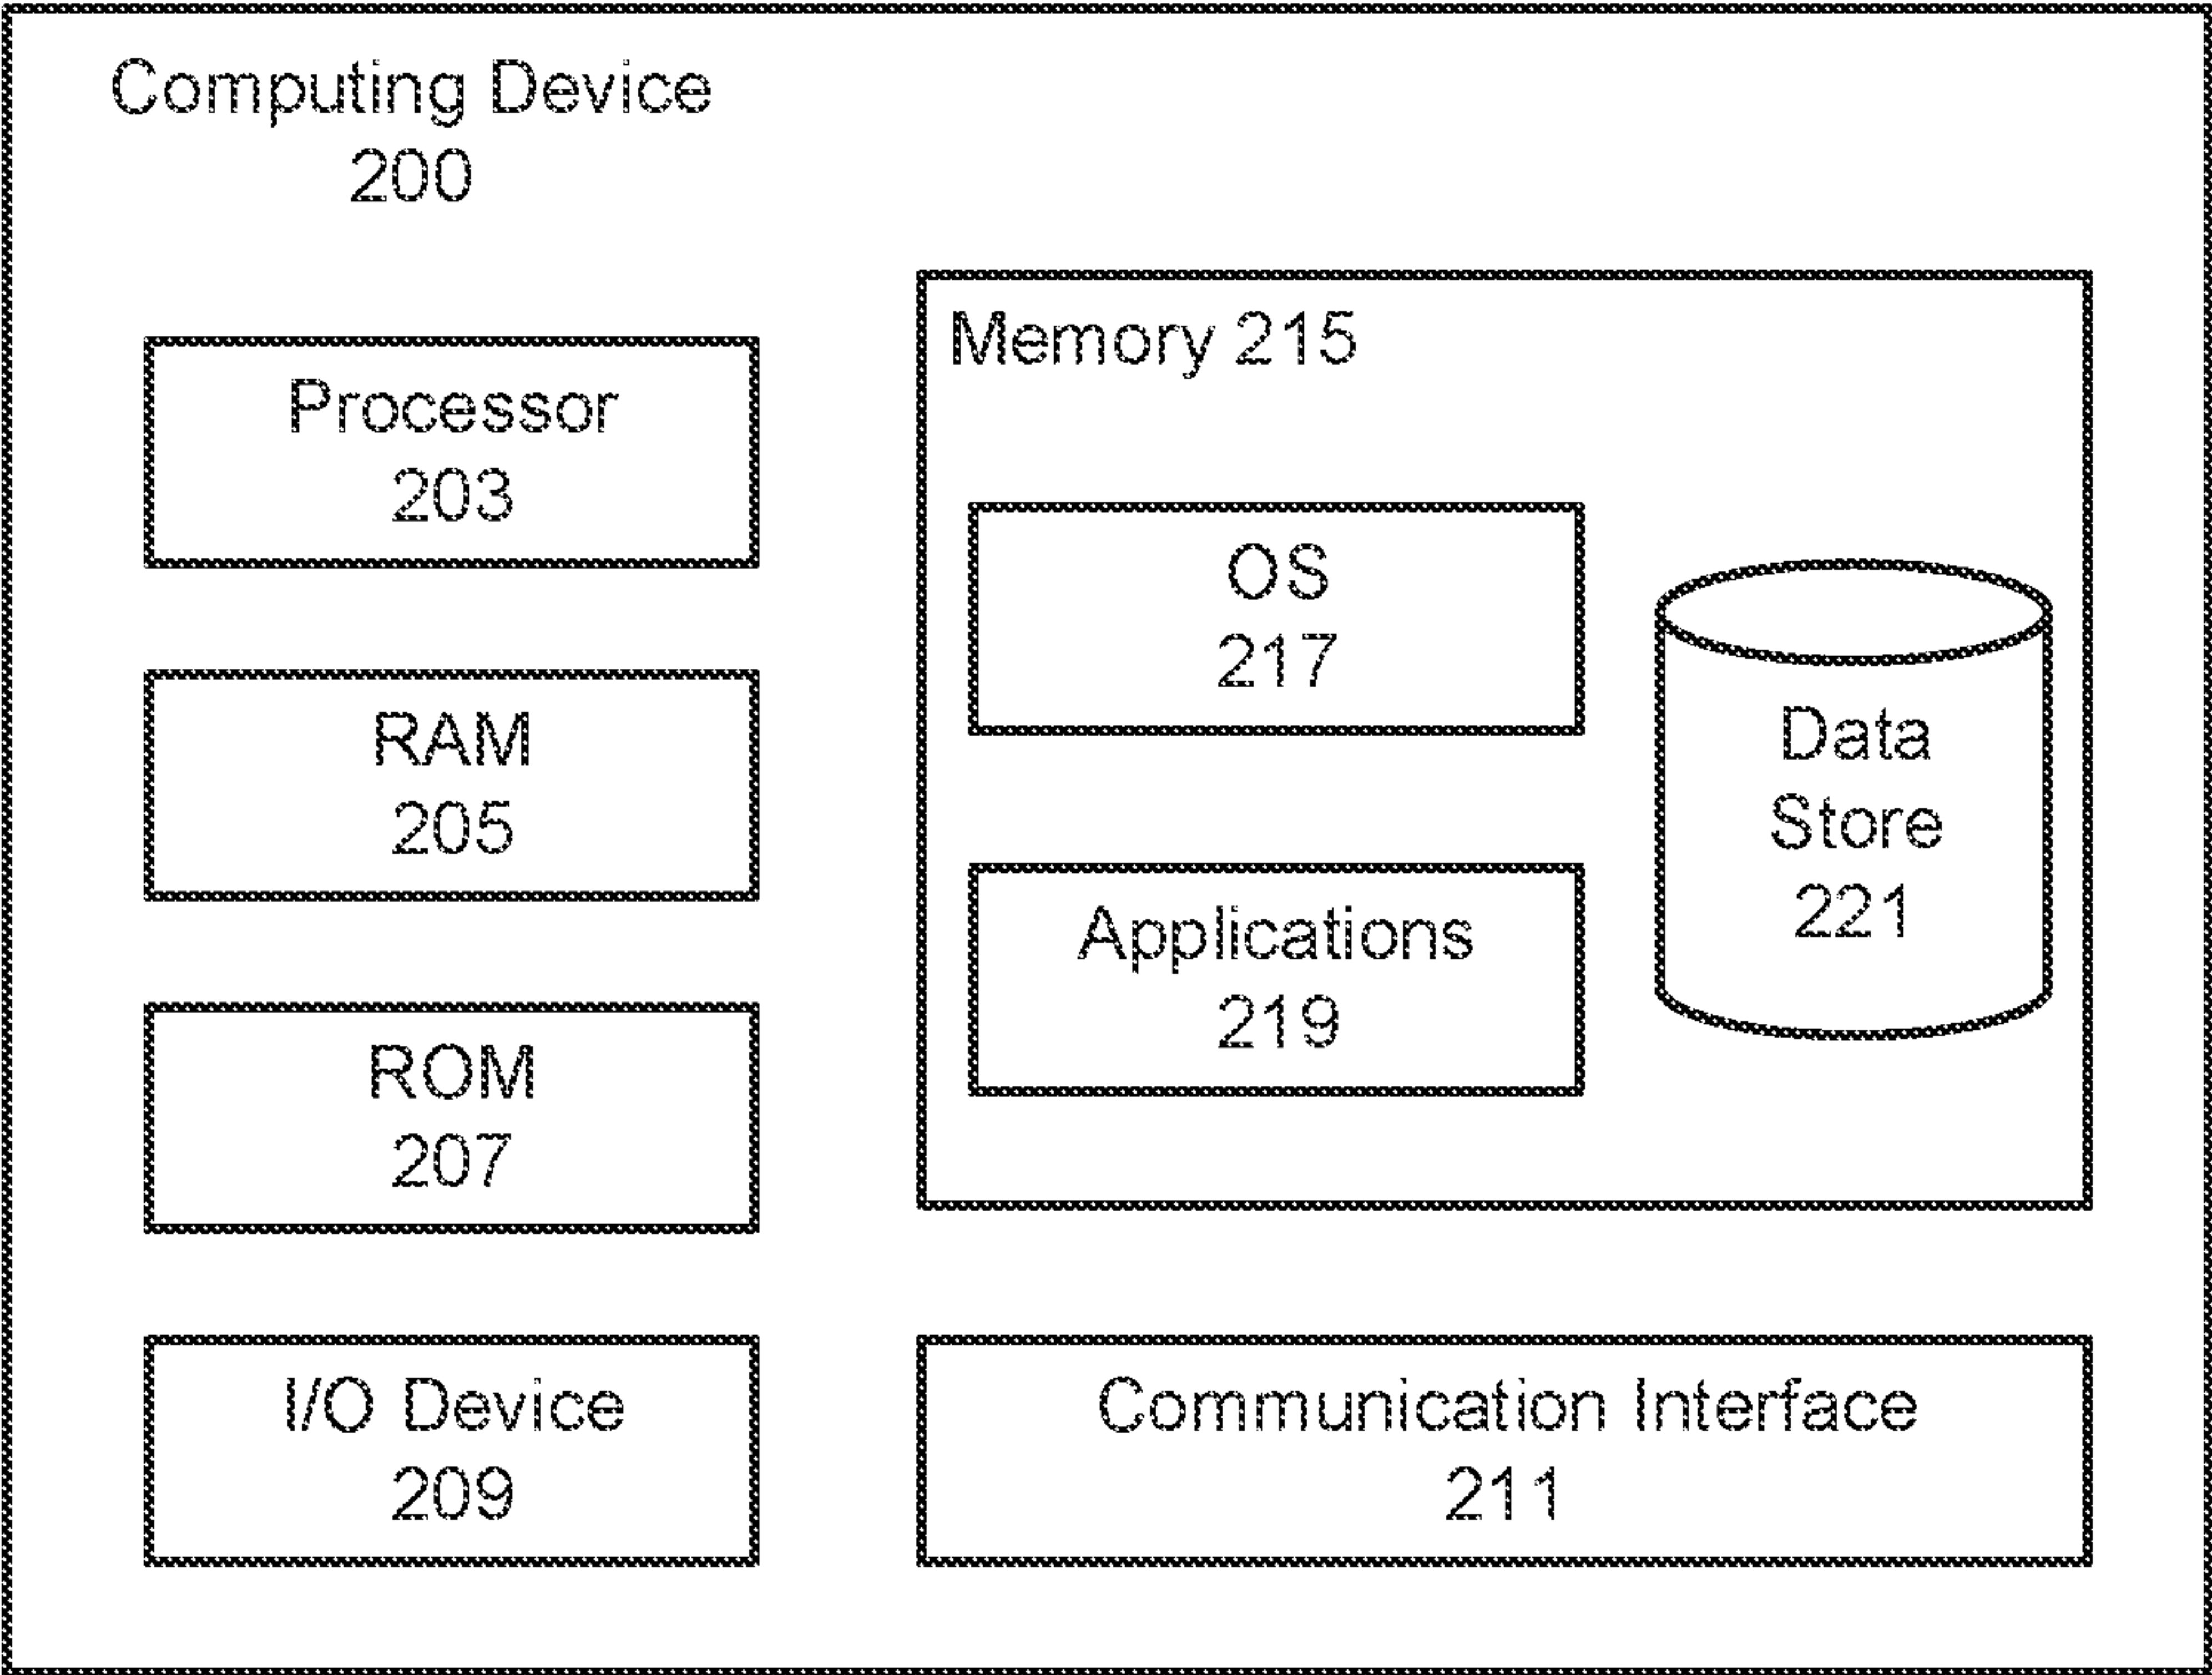 Computing Device
200
Processor
203
RAM
205
ROM
207
I/O Device
209
Memory 215
OS
217
Applications
219
Data
Store
221
Communication Interface
211